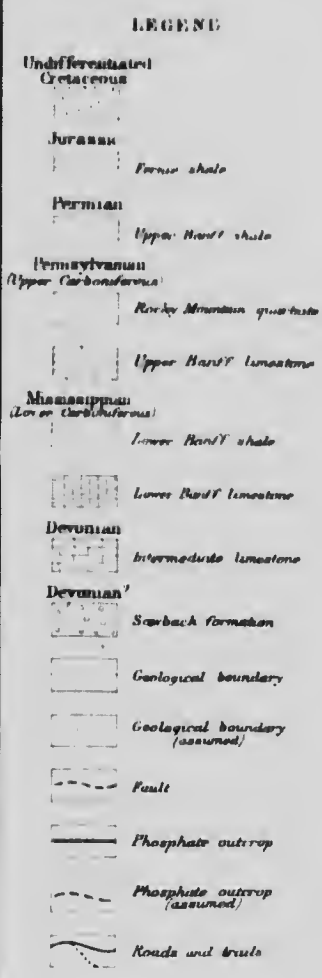 LEGEND
Undifferentiated
Cretaceous
Jurassic
Fernie shale
Permian
Upper Banff shale
Pennsylvanian
(Upper Carboniferous)
Rocky Mountain quartzite
Upper Banff limestone
Mississippian
(Lower Carboniferous)
Lower Banff shale
Lower Banff limestone
Devonian
Intermediate limestone
Devonian?
Sawback formation
Geological boundary
Geological boundary
(assumed)
Fault
Phosphate outcrop
Phosphate outcrop
(assumed)
Roads and trails